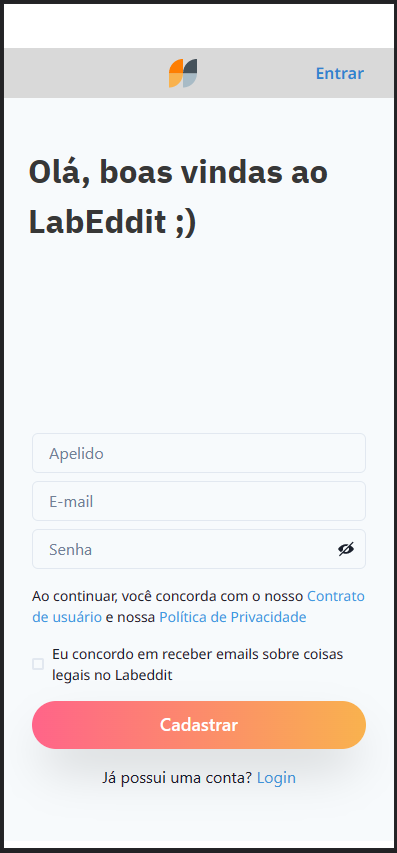 Entrar
Olá, boas vindas ao
LabEddit ;)
Apelido
E-mail
Senha
Ao continuar, você concorda com o nosso Contrato
de usuário e nossa Política de Privacidade
Eu concordo em receber emails sobre coisas
legais no Labeddit
Cadastrar
Já possui uma conta? Login